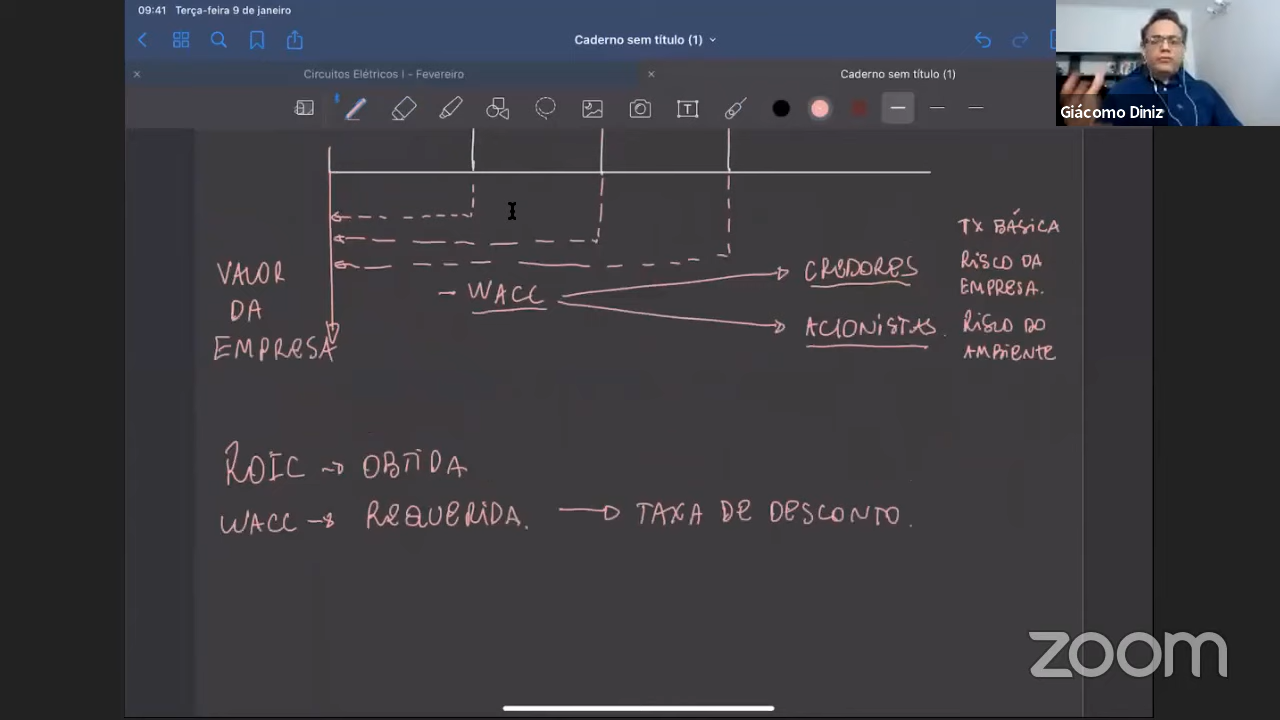 09:41 Terça-feira 9 de janeiro
Caderno sem título (1)
Circuitos Elétricos I - Fevereiro
Caderno sem título (1)
Giácomo Diniz
VALOR
DA
EMPRESA
- WACC
CREDORES
ACIONISTAS.
TX BÁSICA
RISCO DA
EMPRESA.
RISCO DO
AMBIENTE
ROIC → OBTIDA
WACC → REQUERIDA. → TAXA DE DESCONTO.
zoom